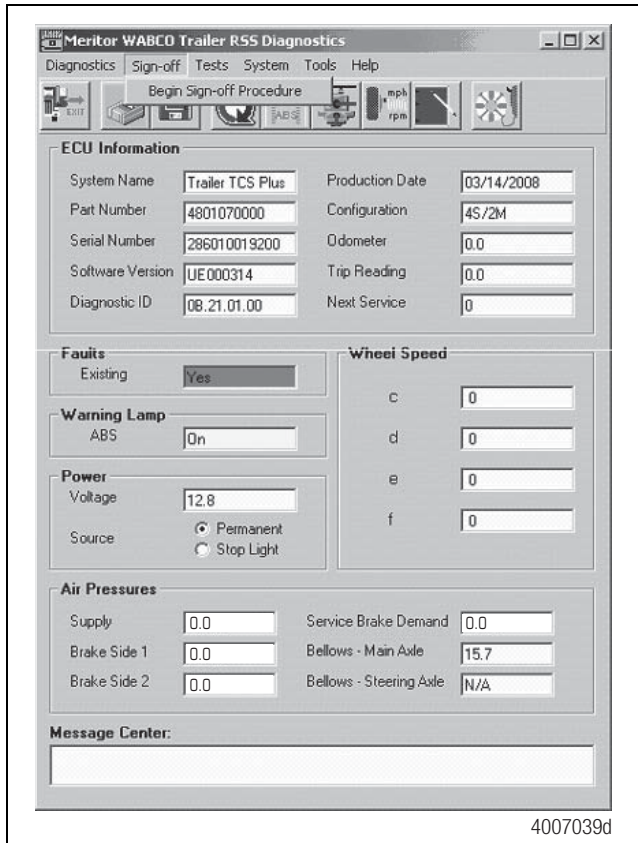 Meritor WABCO Trailer RSS Diagnostics
Diagnostics Sign-off Tests System Tools Help
Begin Sign-off Procedure
EXIT ABS mph rpm
ECU Information
System Name Trailer TCS Plus Production Date 03/14/2008
Part Number 4801070000 Configuration 4S/2M
Serial Number 286010019200 Odometer 0.0
Software Version UE000314 Trip Reading 0.0
Diagnostic ID 0B.21.01.00 Next Service 0
Faults
Existing Yes
Warning Lamp
ABS On
Power
Voltage 12.8
Source Permanent
Stop Light
Wheel Speed
c 0
d 0
e 0
f 0
Air Pressures
Supply 0.0 Service Brake Demand 0.0
Brake Side 1 0.0 Bellows - Main Axle 15.7
Brake Side 2 0.0 Bellows - Steering Axle N/A
Message Center:
4007039d